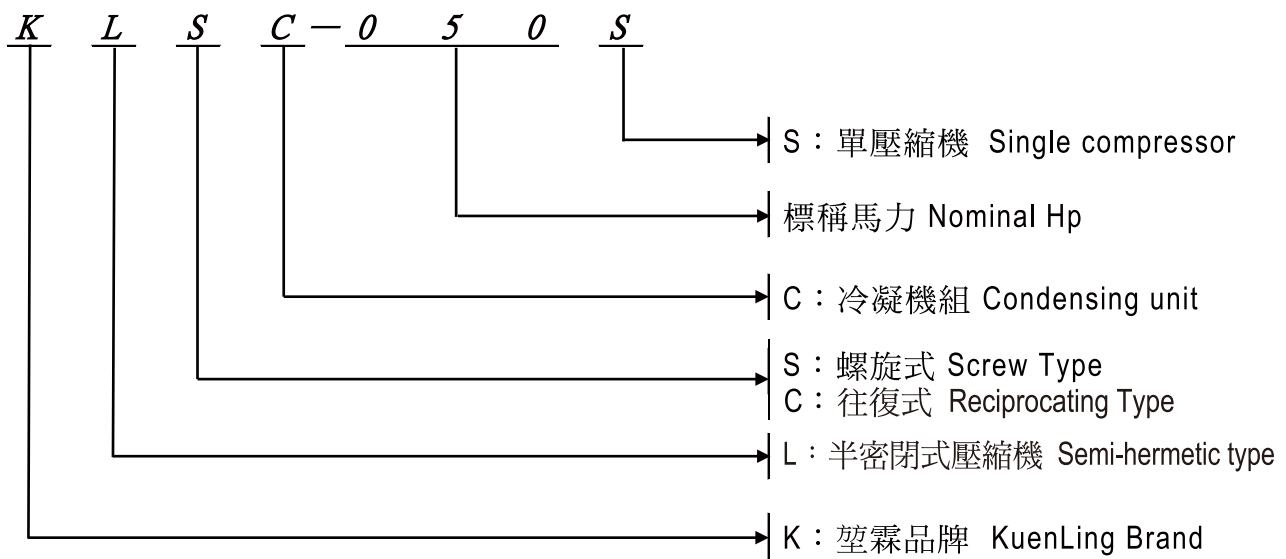 K L S C－0 5 0 S
S：單壓縮機 Single compressor
標稱馬力 Nominal Hp
C：冷凝機組 Condensing unit
S：螺旋式 Screw Type
C：往復式 Reciprocating Type
L：半密閉式壓縮機 Semi-hermetic type
K：堃霖品牌 KuenLing Brand